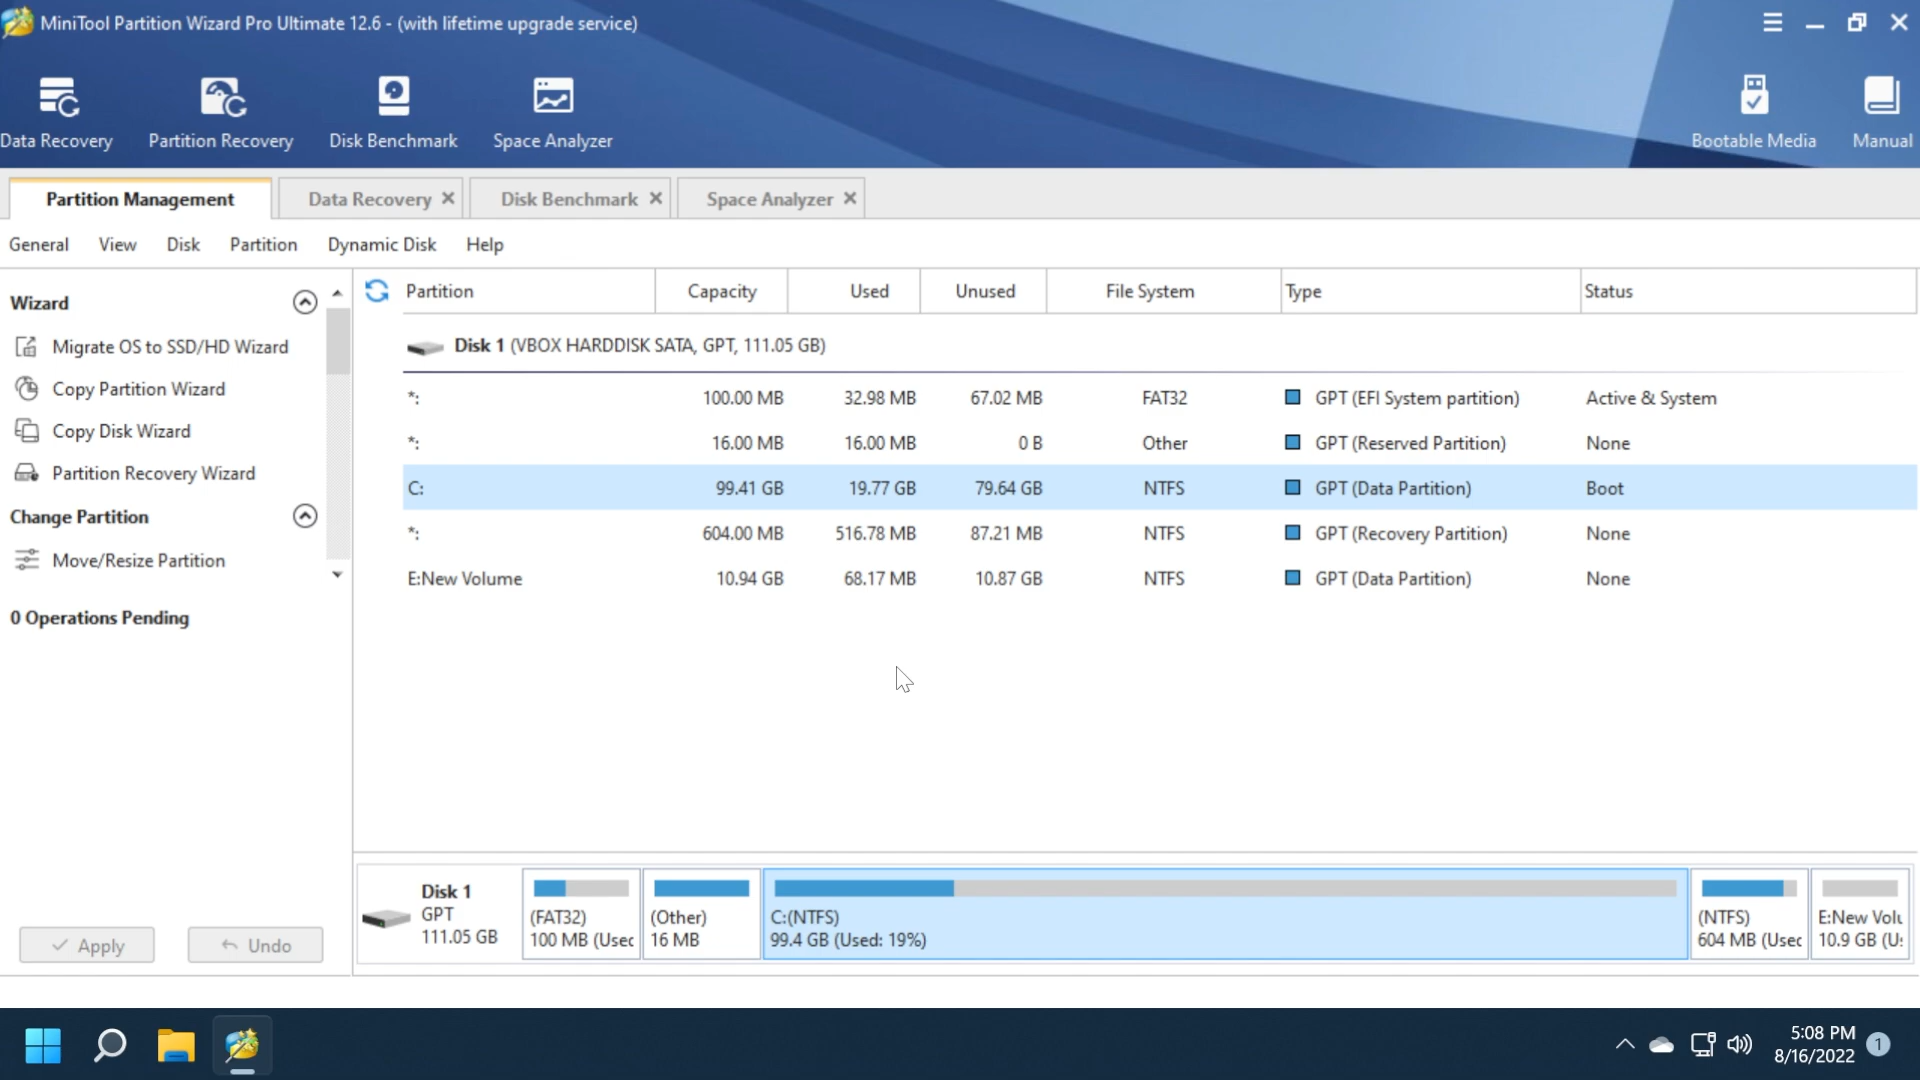 MiniTool Partition Wizard Pro Ultimate 12.6 - (with lifetime upgrade service)
Data Recovery
Partition Recovery
Disk Benchmark
Space Analyzer
Bootable Media
Manual
Partition Management
Data Recovery
Disk Benchmark
Space Analyzer
General View Disk Partition Dynamic Disk Help
Wizard
Migrate OS to SSD/HD Wizard
Copy Partition Wizard
Copy Disk Wizard
Partition Recovery Wizard
Change Partition
Move/Resize Partition
0 Operations Pending
Apply
Undo
Partition Capacity Used Unused File System Type Status
Disk 1 (VBOX HARDDISK SATA, GPT, 111.05 GB)
*: 100.00 MB 32.98 MB 67.02 MB FAT32 GPT (EFI System partition) Active & System
*: 16.00 MB 16.00 MB 0 B Other GPT (Reserved Partition) None
C: 99.41 GB 19.77 GB 79.64 GB NTFS GPT (Data Partition) Boot
*: 604.00 MB 516.78 MB 87.21 MB NTFS GPT (Recovery Partition) None
E:New Volume 10.94 GB 68.17 MB 10.87 GB NTFS GPT (Data Partition) None
Disk 1
GPT
111.05 GB
(FAT32)
100 MB (Usec
(Other)
16 MB
C:(NTFS)
99.4 GB (Used: 19%)
(NTFS)
604 MB (Usec
E:New Volu
10.9 GB (U:
5:08 PM
8/16/2022
1